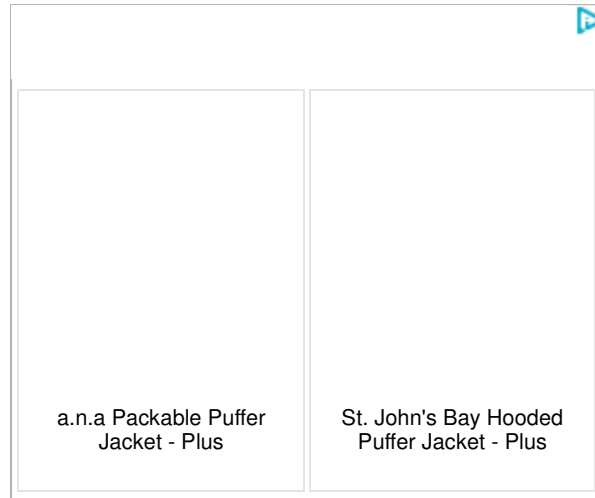 a.n.a Packable Puffer
Jacket - Plus
St. John's Bay Hooded
Puffer Jacket - Plus